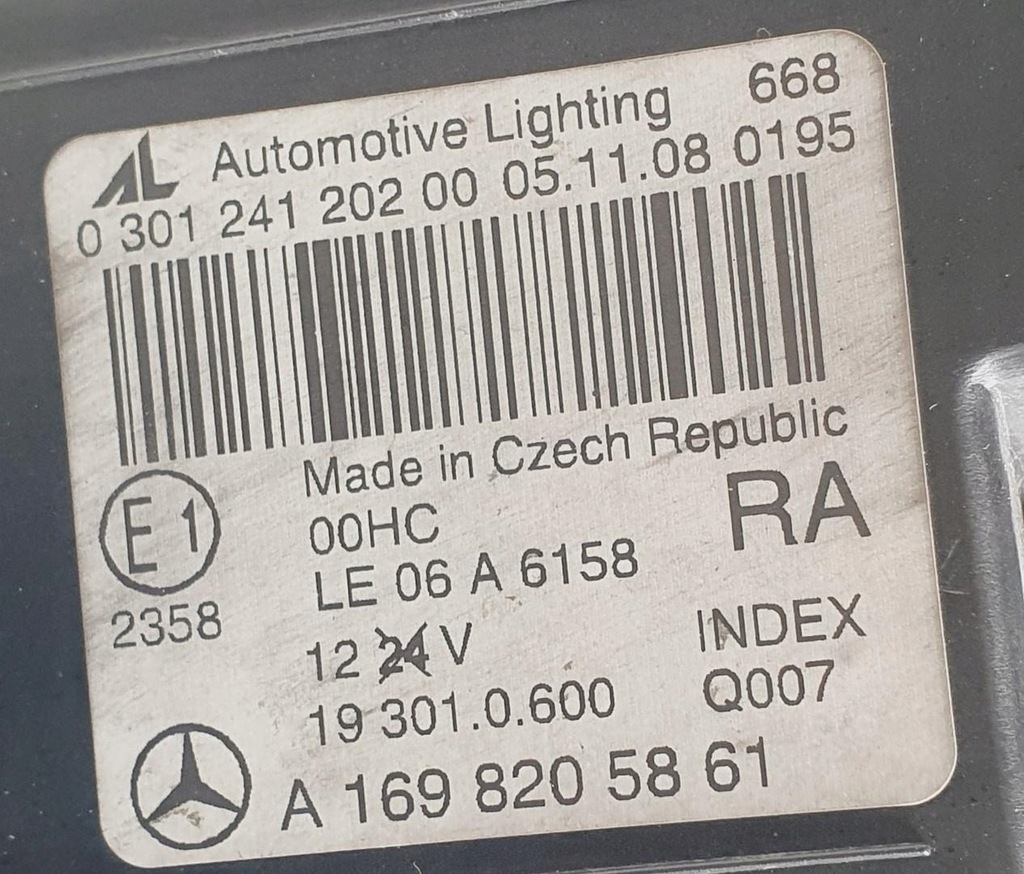 AL Automotive Lighting 668
0 301 241 202 00 05.11.08 0195
Made in Czech Republic
E1 00HC RA
LE 06 A 6158
2358
12 24 V INDEX
19 301.0.600 Q007
A 169 820 58 61